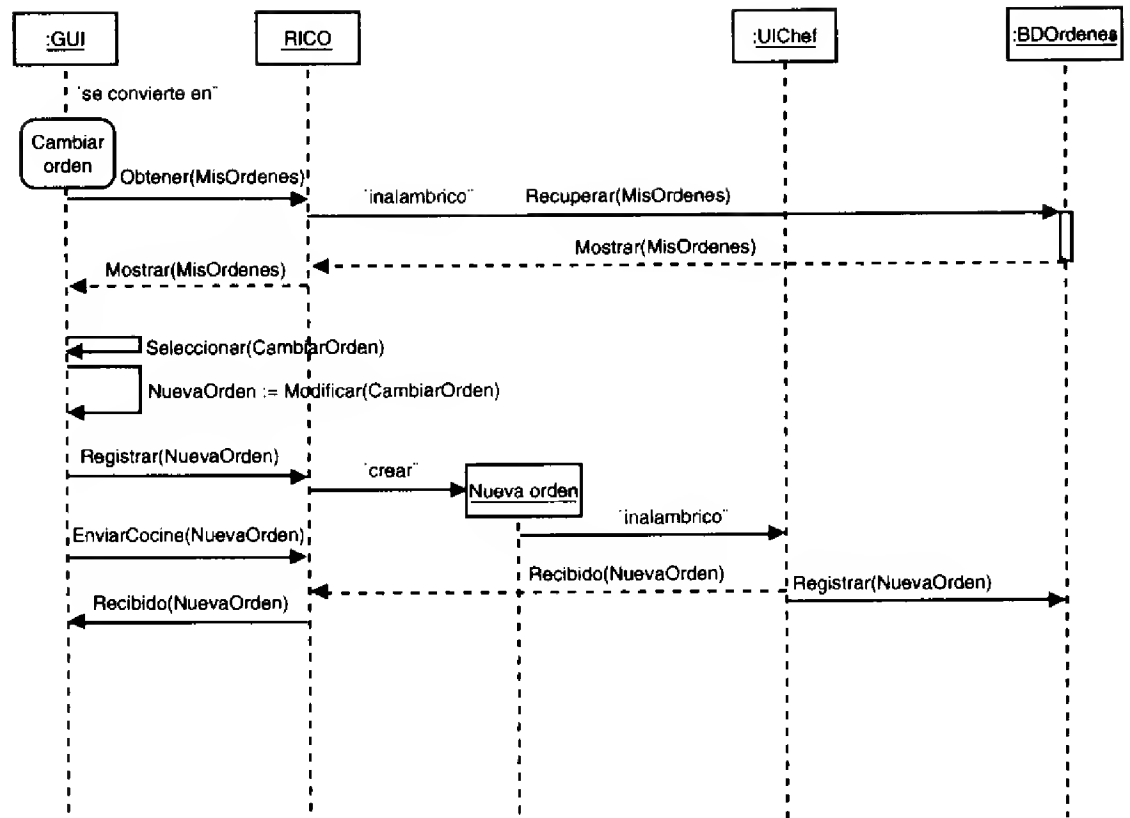 :GUI
RICO
:UIChef
:BDOrdenes
¨se convierte en¨
Cambiar
orden
Obtener(MisOrdenes)
¨inalambrico¨
Recuperar(MisOrdenes)
Mostrar(MisOrdenes)
Mostrar(MisOrdenes)
Seleccionar(CambiarOrden)
NuevaOrden := Modificar(CambiarOrden)
Registrar(NuevaOrden)
¨crear¨
Nueva orden
¨inalambrico¨
EnviarCocine(NuevaOrden)
Recibido(NuevaOrden)
Registrar(NuevaOrden)
Recibido(NuevaOrden)